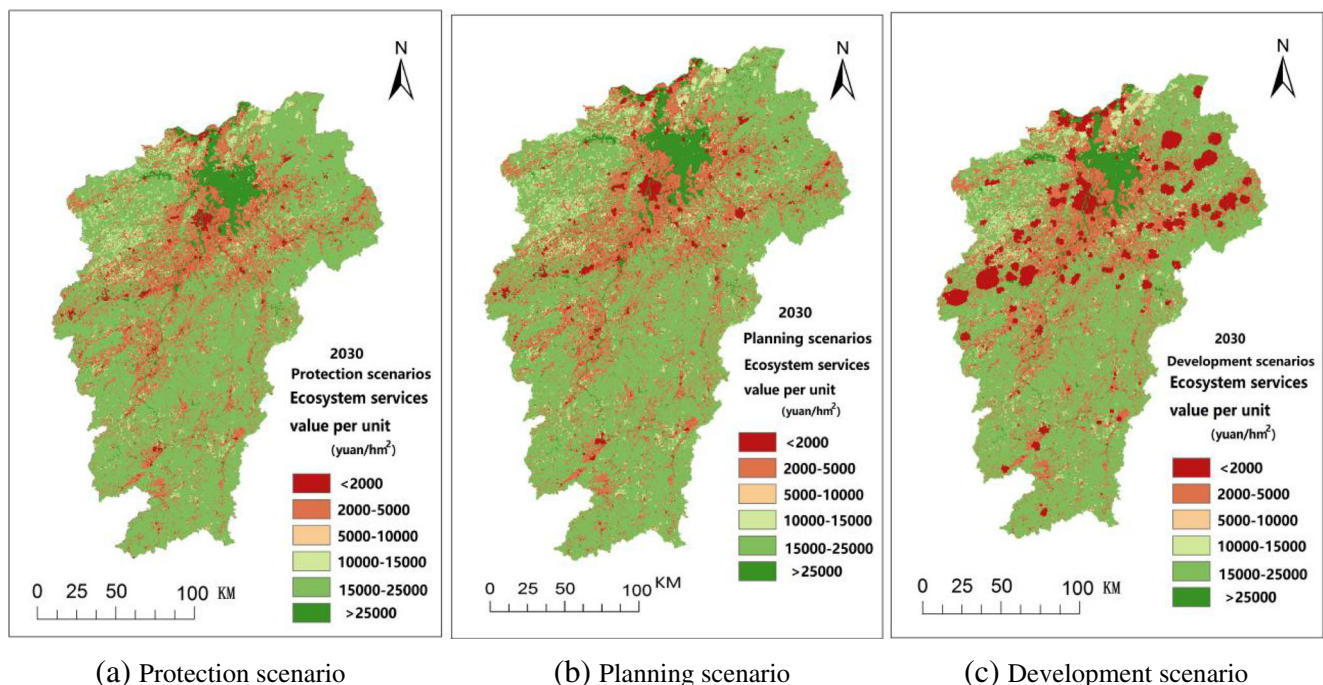 N
2030
Protection scenarios
Ecosystem services
value per unit
(yuan/hm²)
<2000
2000-5000
5000-10000
10000-15000
15000-25000
>25000
0 25 50 100 KM
(a) Protection scenario
N
2030
Planning scenarios
Ecosystem services
value per unit
(yuan/hm²)
<2000
2000-5000
5000-10000
10000-15000
15000-25000
>25000
0 25 50 100 KM
(b) Planning scenario
N
2030
Development scenarios
Ecosystem services
value per unit
(yuan/hm²)
<2000
2000-5000
5000-10000
10000-15000
15000-25000
>25000
0 25 50 100 KM
(c) Development scenario